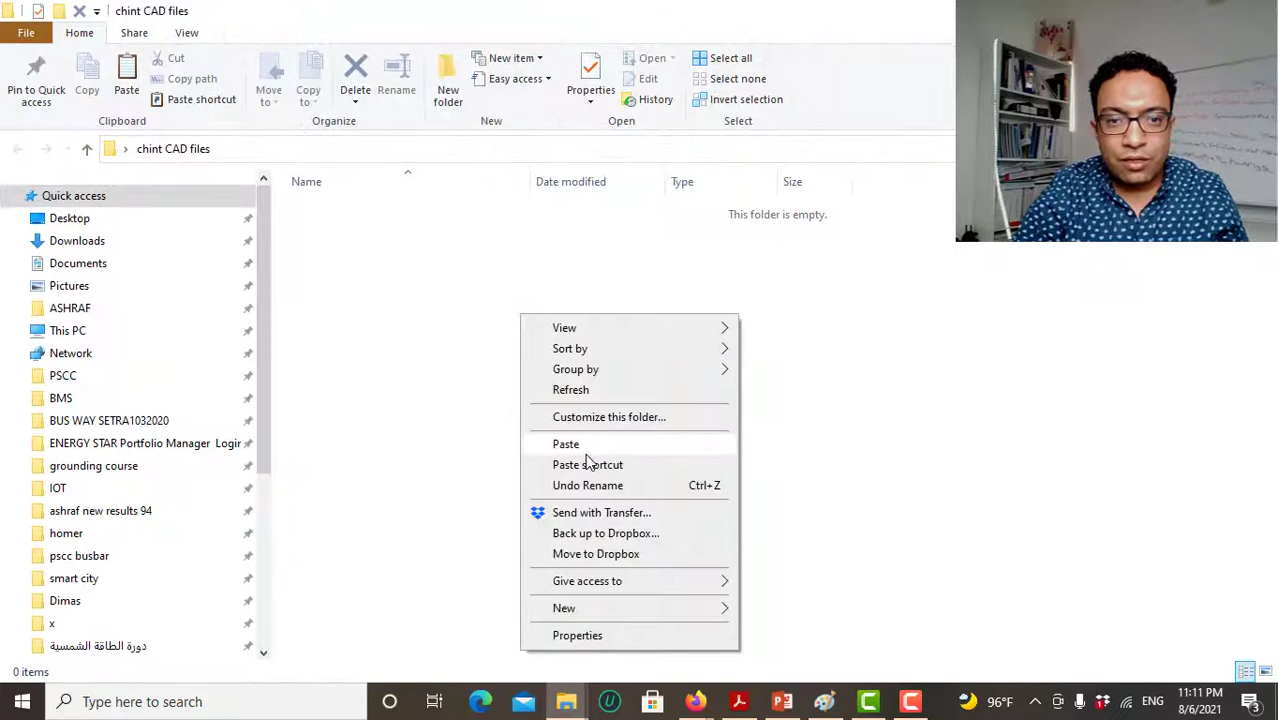 chint CAD files
File Home Share View
Pin to Quick access
Copy
Paste
Cut
Copy path
Paste shortcut
Clipboard
Move to
Copy to
Delete
Rename
Organize
New folder
New item
Easy access
New
Properties
Open
Edit
History
Open
Select all
Select none
Invert selection
Select
chint CAD files
Name Date modified Type Size
This folder is empty.
Quick access
Desktop
Downloads
Documents
Pictures
ASHRAF
This PC
Network
PSCC
BMS
BUS WAY SETRA1032020
ENERGY STAR Portfolio Manager Login
grounding course
IOT
ashraf new results 94
homer
pscc busbar
smart city
Dimas
x
دورة الطاقة الشمسية
View
Sort by
Group by
Refresh
Customize this folder...
Paste
Paste shortcut
Undo Rename Ctrl+Z
Send with Transfer...
Back up to Dropbox...
Move to Dropbox
Give access to
New
Properties
0 items
Type here to search
96°F
ENG
11:11 PM
8/6/2021
3